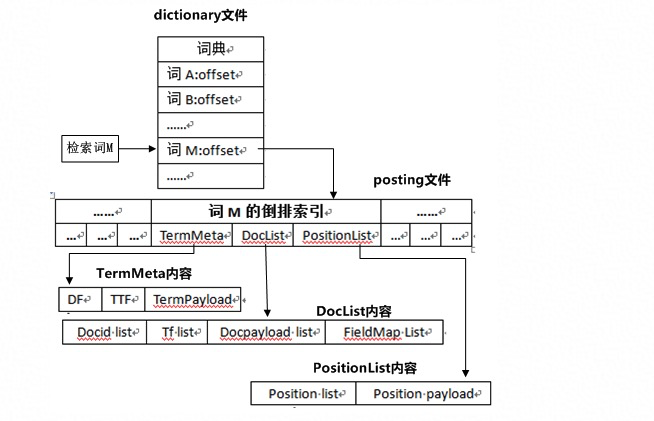 dictionary文件
词典
词 A:offset
词 B:offset
……
检索词M
词 M:offset
……
posting文件
…… 词 M 的倒排索引 ……
... ... ... TermMeta DocList PositionList ... ... ...
TermMeta内容
DF TTF TermPayload
DocList内容
Docid list Tf list Docpayload list FieldMap List
PositionList内容
Position list Position payload